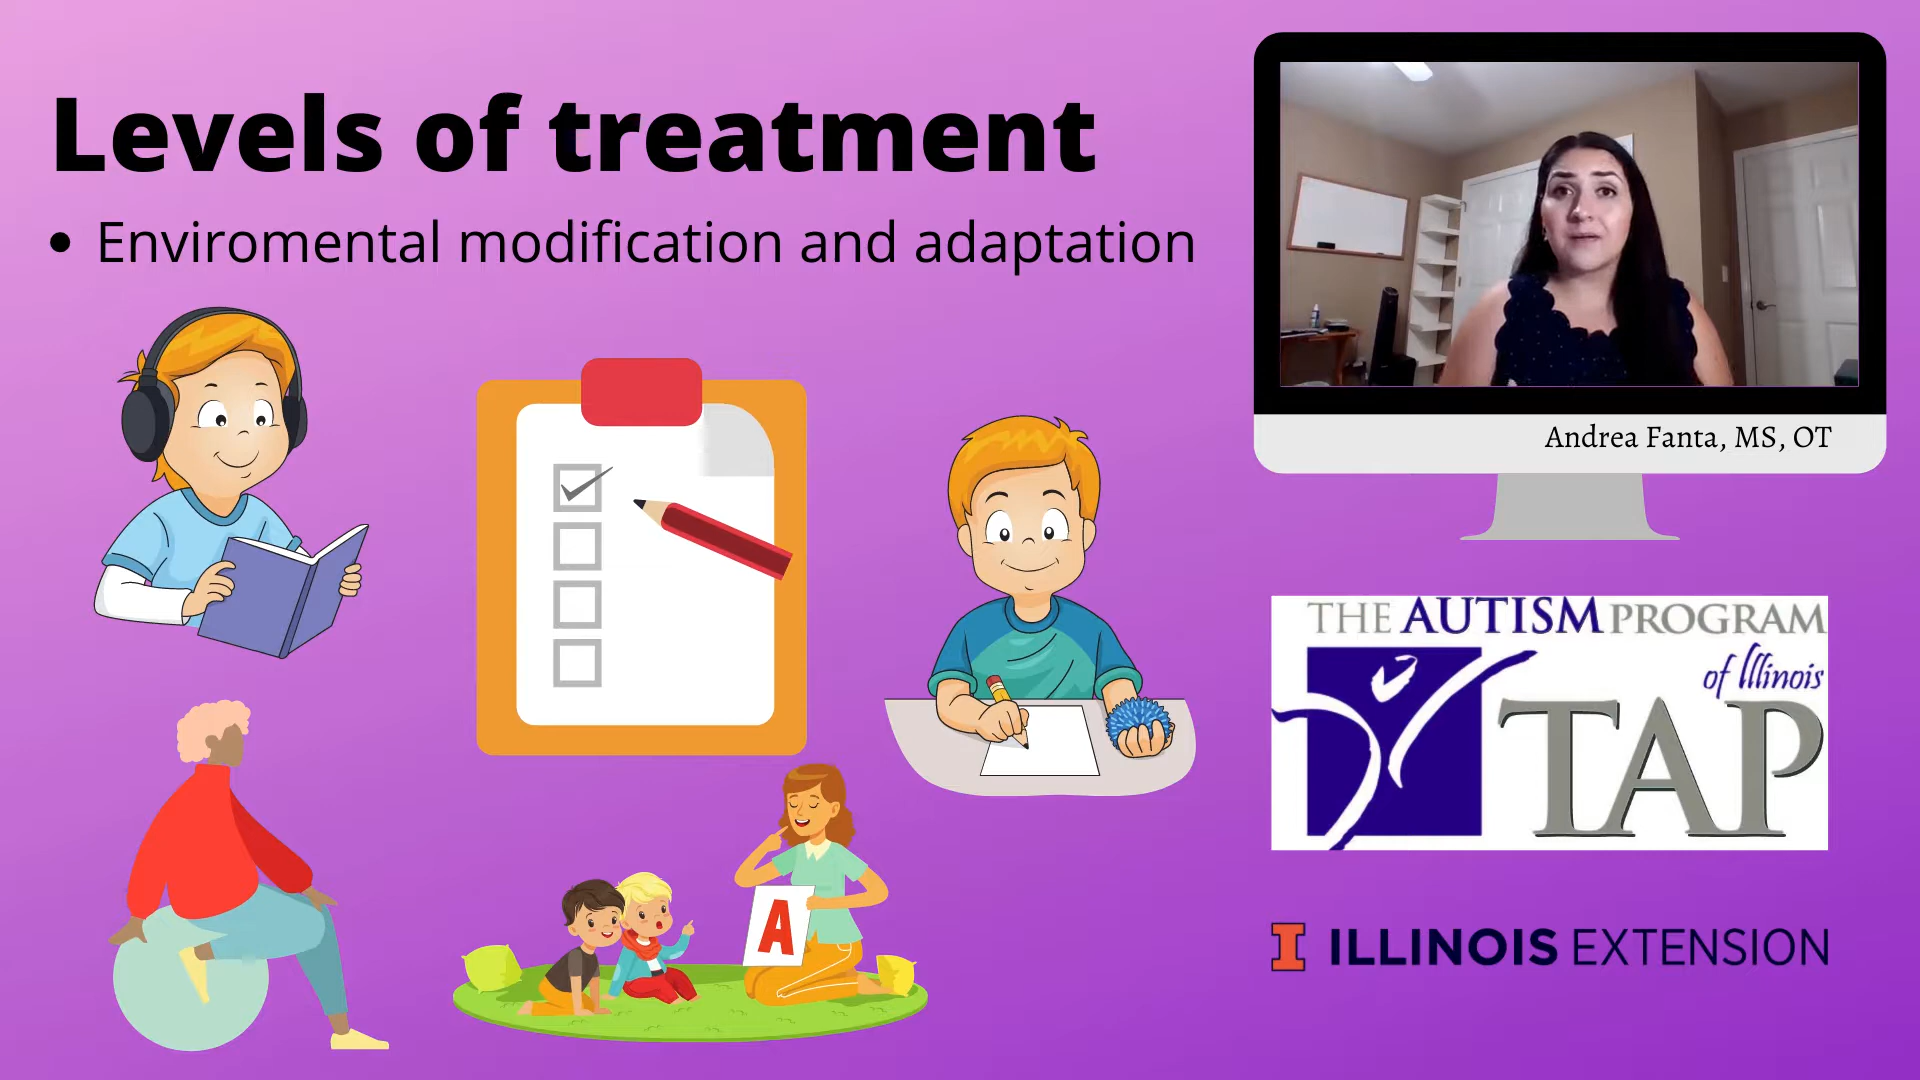 Levels of treatment
• Enviromental modification and adaptation
Andrea Fanta, MS, OT
THE AUTISM PROGRAM
of Illinois
TAP
A
I ILLINOIS EXTENSION